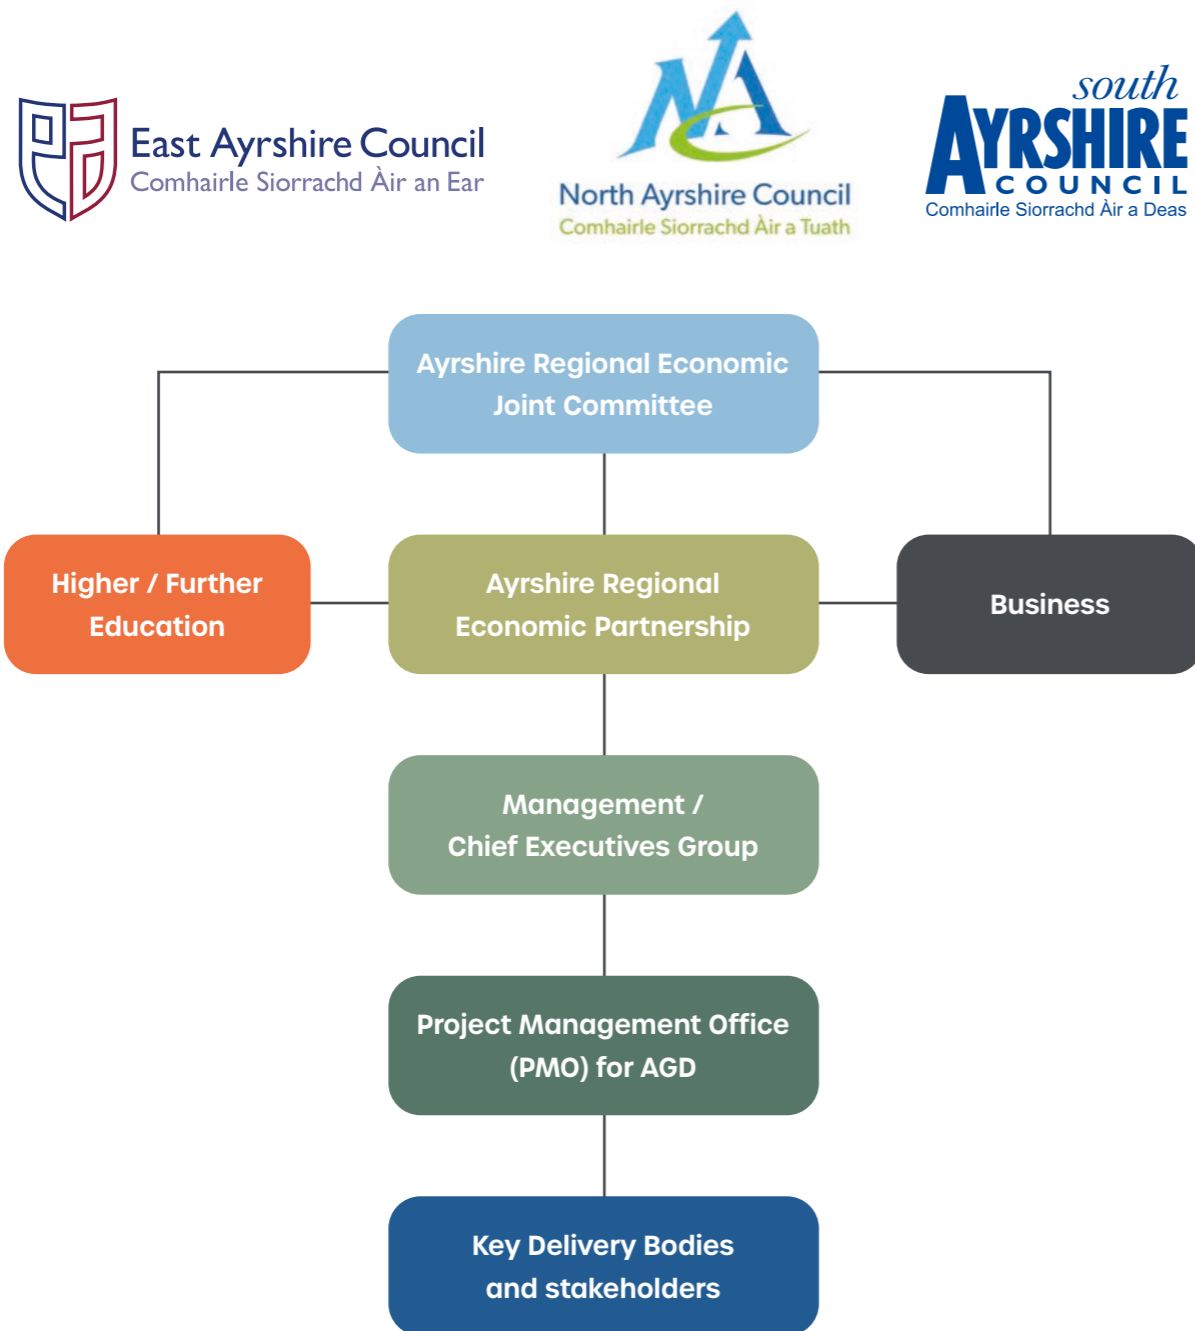 East Ayrshire Council
Comhairle Siorrachd Àir an Ear
North Ayrshire Council
Comhairle Siorrachd Àir a Tuath
south
AYRSHIRE
COUNCIL
Comhairle Siorrachd Àir a Deas
Ayrshire Regional Economic
Joint Committee
Higher / Further
Education
Ayrshire Regional
Economic Partnership
Business
Management /
Chief Executives Group
Project Management Office
(PMO) for AGD
Key Delivery Bodies
and stakeholders